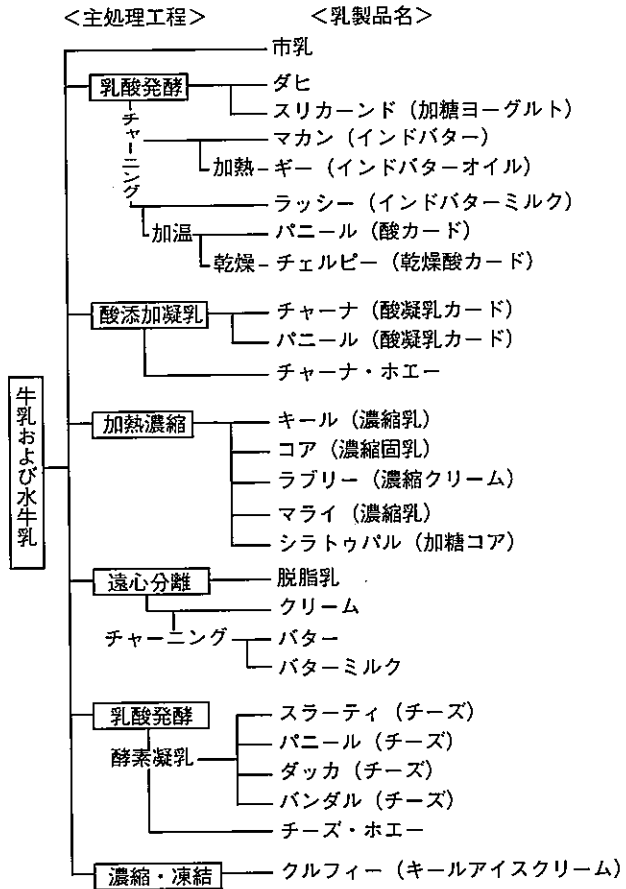 ＜主処理工程＞ ＜乳製品名＞
市乳
乳酸発酵 ダヒ
スリカーンド（加糖ヨーグルト）
チャーニング
マカン（インドバター）
加熱 ギー（インドバターオイル）
ラッシー（インドバターミルク）
加温 パニール（酸カード）
乾燥 チェルピー（乾燥酸カード）
酸添加凝乳 チャーナ（酸凝乳カード）
パニール（酸凝乳カード）
チャーナ・ホエー
牛乳および水牛乳
加熱濃縮 キール（濃縮乳）
コア（濃縮固乳）
ラブリー（濃縮クリーム）
マライ（濃縮乳）
シラトゥパル（加糖コア）
遠心分離 脱脂乳
クリーム
チャーニング バター
バターミルク
乳酸発酵 スラーティ（チーズ）
酵素凝乳 パニール（チーズ）
ダッカ（チーズ）
バンダル（チーズ）
チーズ・ホエー
濃縮・凍結 クルフィー（キールアイスクリーム）